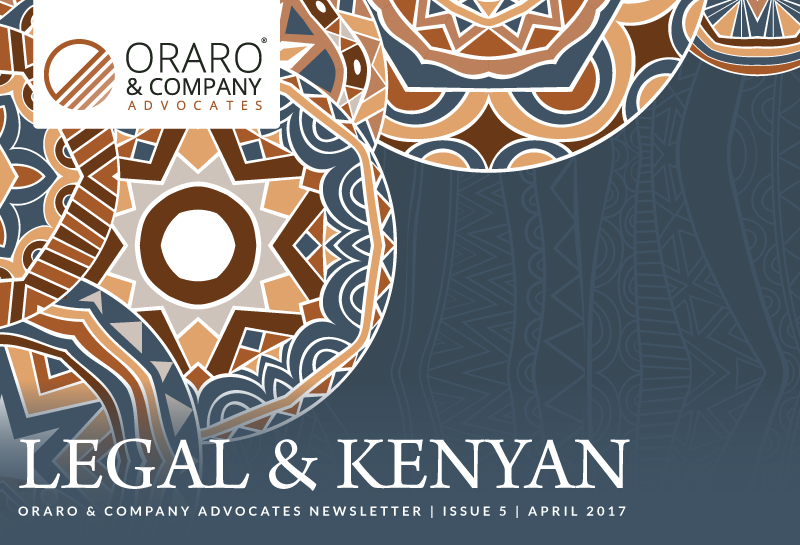 ORARO®
& COMPANY
ADVOCATES
LEGAL & KENYAN
ORARO & COMPANY ADVOCATES NEWSLETTER | ISSUE 5 | APRIL 2017